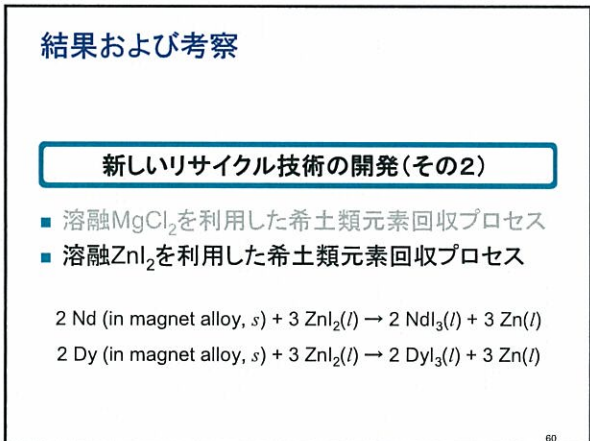 結果および考察
新しいリサイクル技術の開発(その2)
■ 溶融MgCl₂を利用した希土類元素回収プロセス
■ 溶融ZnI₂を利用した希土類元素回収プロセス
2 Nd (in magnet alloy, s) + 3 ZnI₂(l) → 2 NdI₃(l) + 3 Zn(l)
2 Dy (in magnet alloy, s) + 3 ZnI₂(l) → 2 DyI₃(l) + 3 Zn(l)
60